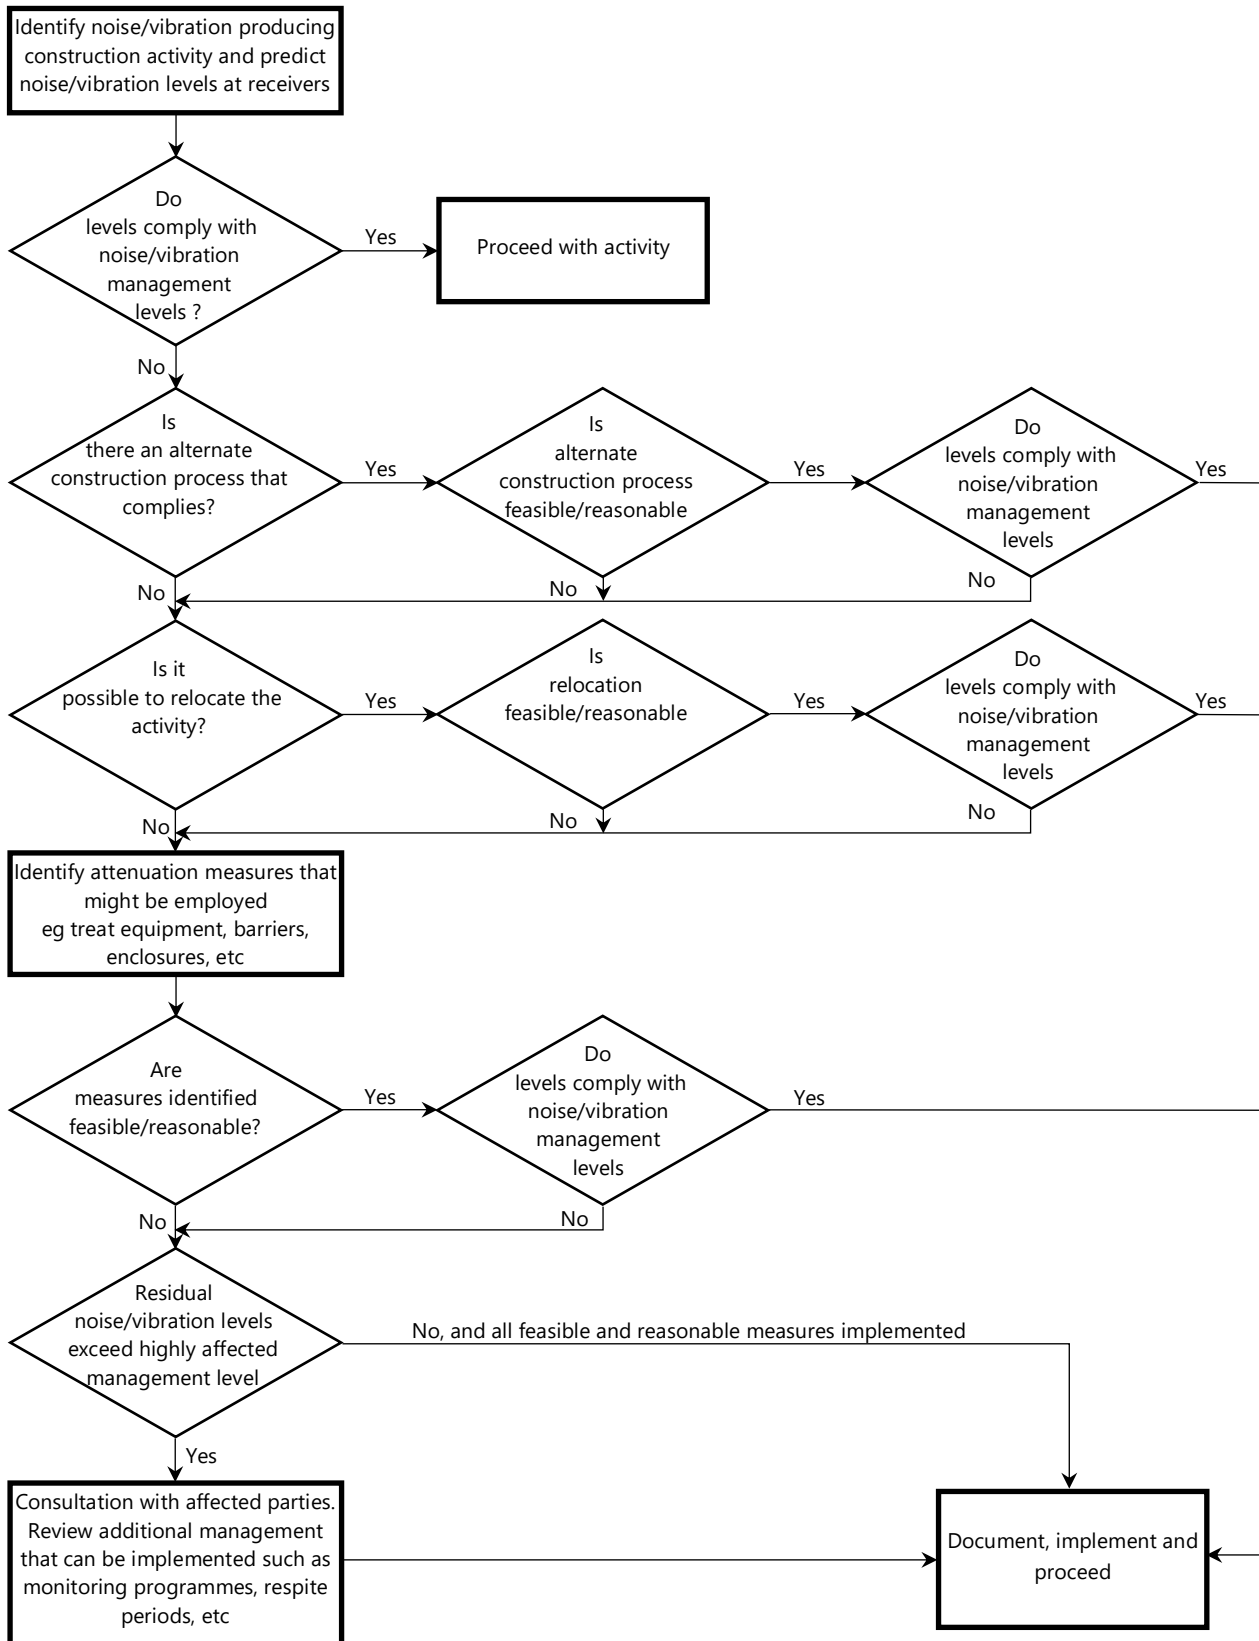 Identify noise/vibration producing
construction activity and predict
noise/vibration levels at receivers
Do
levels comply with
noise/vibration
management
levels ?
Yes
Proceed with activity
No
Is
there an alternate
construction process that
complies?
Yes
Is
alternate
construction process
feasible/reasonable
Yes
Do
levels comply with
noise/vibration
management
levels
Yes
No
No
No
Is it
possible to relocate the
activity?
Yes
Is
relocation
feasible/reasonable
Yes
Do
levels comply with
noise/vibration
management
levels
Yes
No
No
No
Identify attenuation measures that
might be employed
eg treat equipment, barriers,
enclosures, etc
Are
measures identified
feasible/reasonable?
Yes
Do
levels comply with
noise/vibration
management
levels
Yes
No
No
Residual
noise/vibration levels
exceed highly affected
management level
No, and all feasible and reasonable measures implemented
Yes
Consultation with affected parties.
Review additional management
that can be implemented such as
monitoring programmes, respite
periods, etc
Document, implement and
proceed